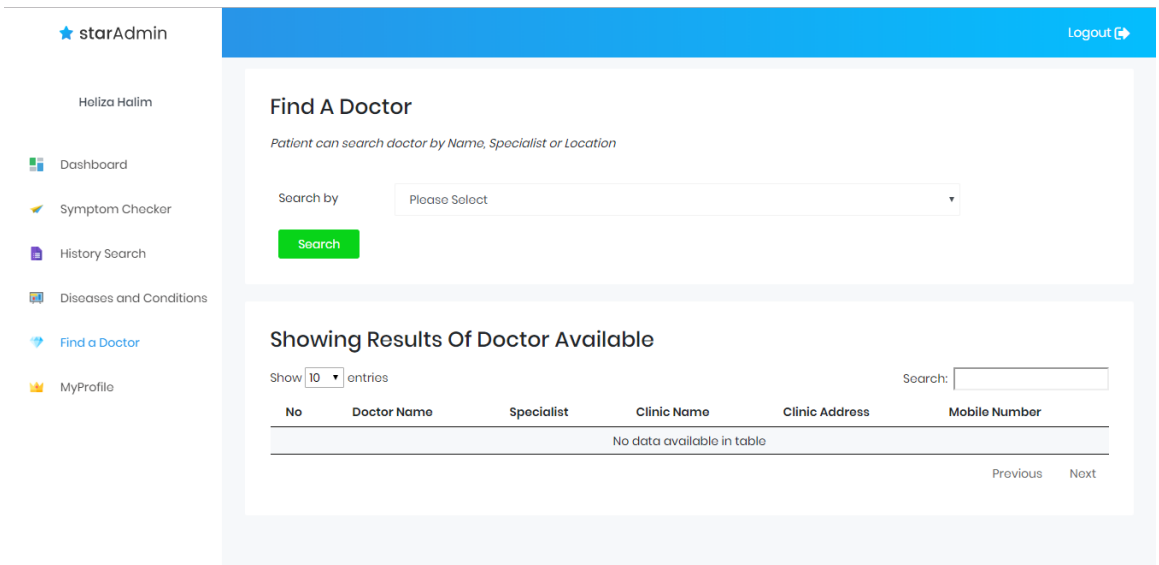 starAdmin
Logout
Heliza Halim
Dashboard
Symptom Checker
History Search
Diseases and Conditions
Find a Doctor
MyProfile
Find A Doctor
Patient can search doctor by Name, Specialist or Location
Search by Please Select
Search
Showing Results Of Doctor Available
Show 10 entries Search:
No Doctor Name Specialist Clinic Name Clinic Address Mobile Number
No data available in table
Previous Next